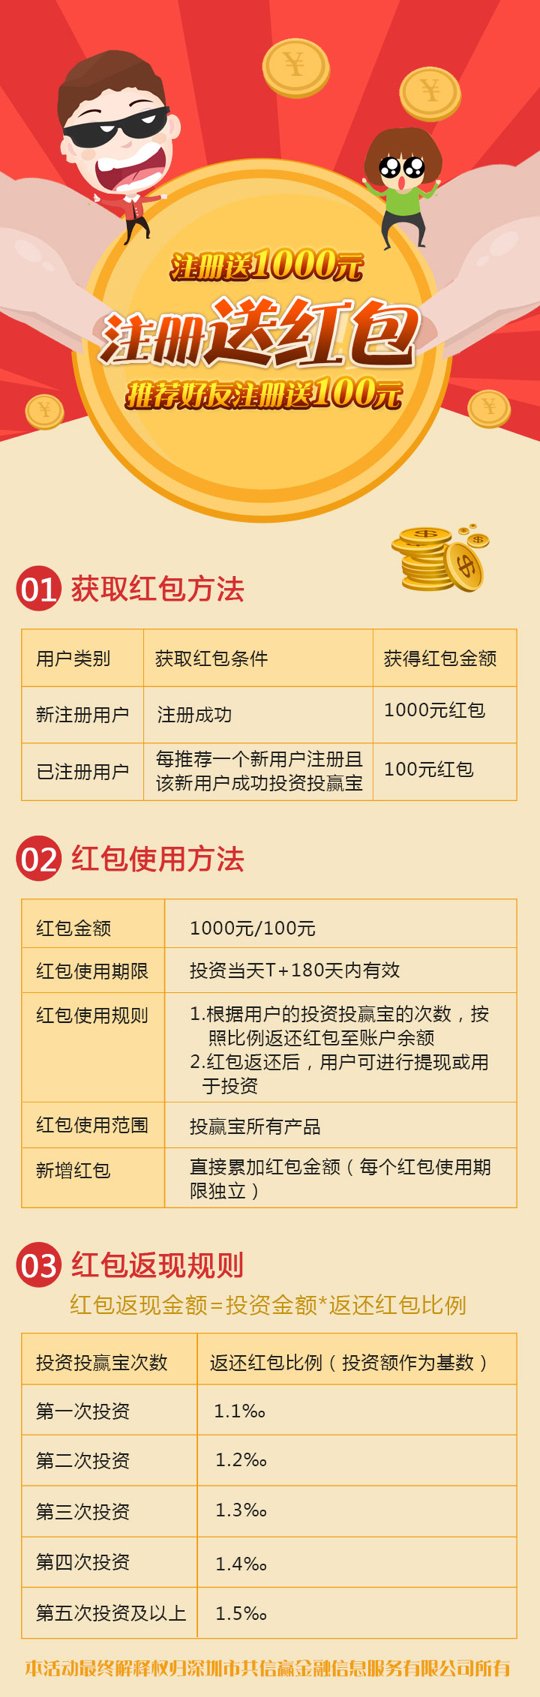 ¥
¥
注册送1000元
注册送红包
推荐好友注册送100元
¥
¥
01 获取红包方法
用户类别 获取红包条件 获得红包金额
新注册用户 注册成功 1000元红包
已注册用户 每推荐一个新用户注册且
该新用户成功投资投赢宝 100元红包
02 红包使用方法
红包金额 1000元/100元
红包使用期限 投资当天T+180天内有效
红包使用规则 1.根据用户的投资投赢宝的次数，按
照比例返还红包至账户余额
2.红包返还后，用户可进行提现或用
于投资
红包使用范围 投赢宝所有产品
新增红包 直接累加红包金额（每个红包使用期
限独立）
03 红包返现规则
红包返现金额=投资金额*返还红包比例
投资投赢宝次数 返还红包比例（投资额作为基数）
第一次投资 1.1‰
第二次投资 1.2‰
第三次投资 1.3‰
第四次投资 1.4‰
第五次投资及以上 1.5‰
本活动最终解释权归深圳市共信赢金融信息服务有限公司所有